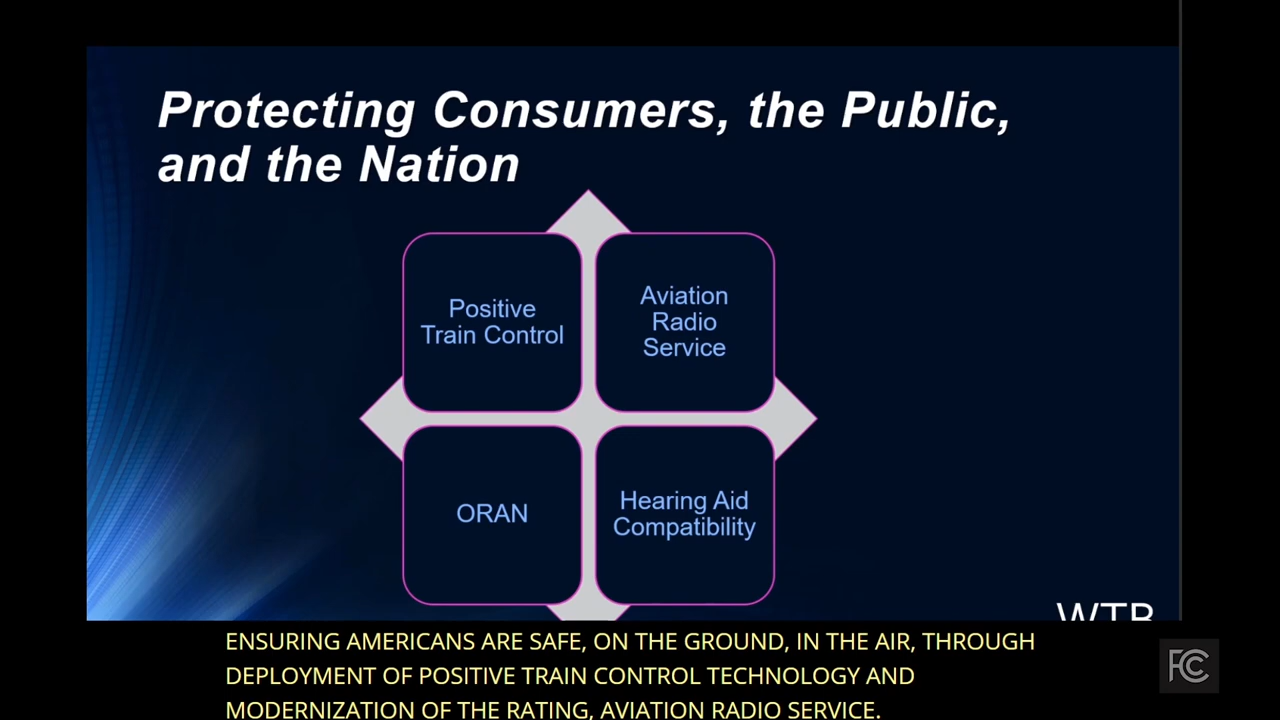 Protecting Consumers, the Public,
and the Nation
Positive
Train Control
Aviation
Radio
Service
ORAN
Hearing Aid
Compatibility
WTB
ENSURING AMERICANS ARE SAFE, ON THE GROUND, IN THE AIR, THROUGH
DEPLOYMENT OF POSITIVE TRAIN CONTROL TECHNOLOGY AND
MODERNIZATION OF THE RATING, AVIATION RADIO SERVICE.
FCC